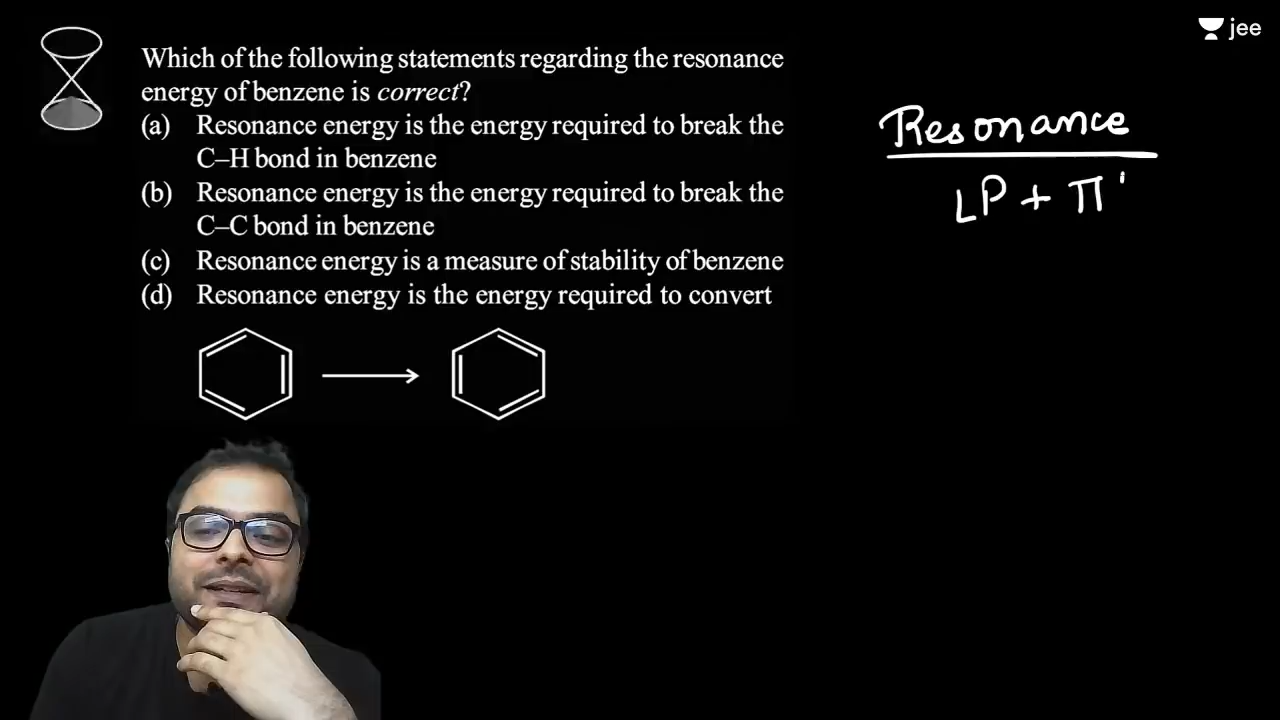 jee
Which of the following statements regarding the resonance
energy of benzene is correct?
(a) Resonance energy is the energy required to break the
C–H bond in benzene
(b) Resonance energy is the energy required to break the
C–C bond in benzene
(c) Resonance energy is a measure of stability of benzene
(d) Resonance energy is the energy required to convert
Resonance
LP + π'